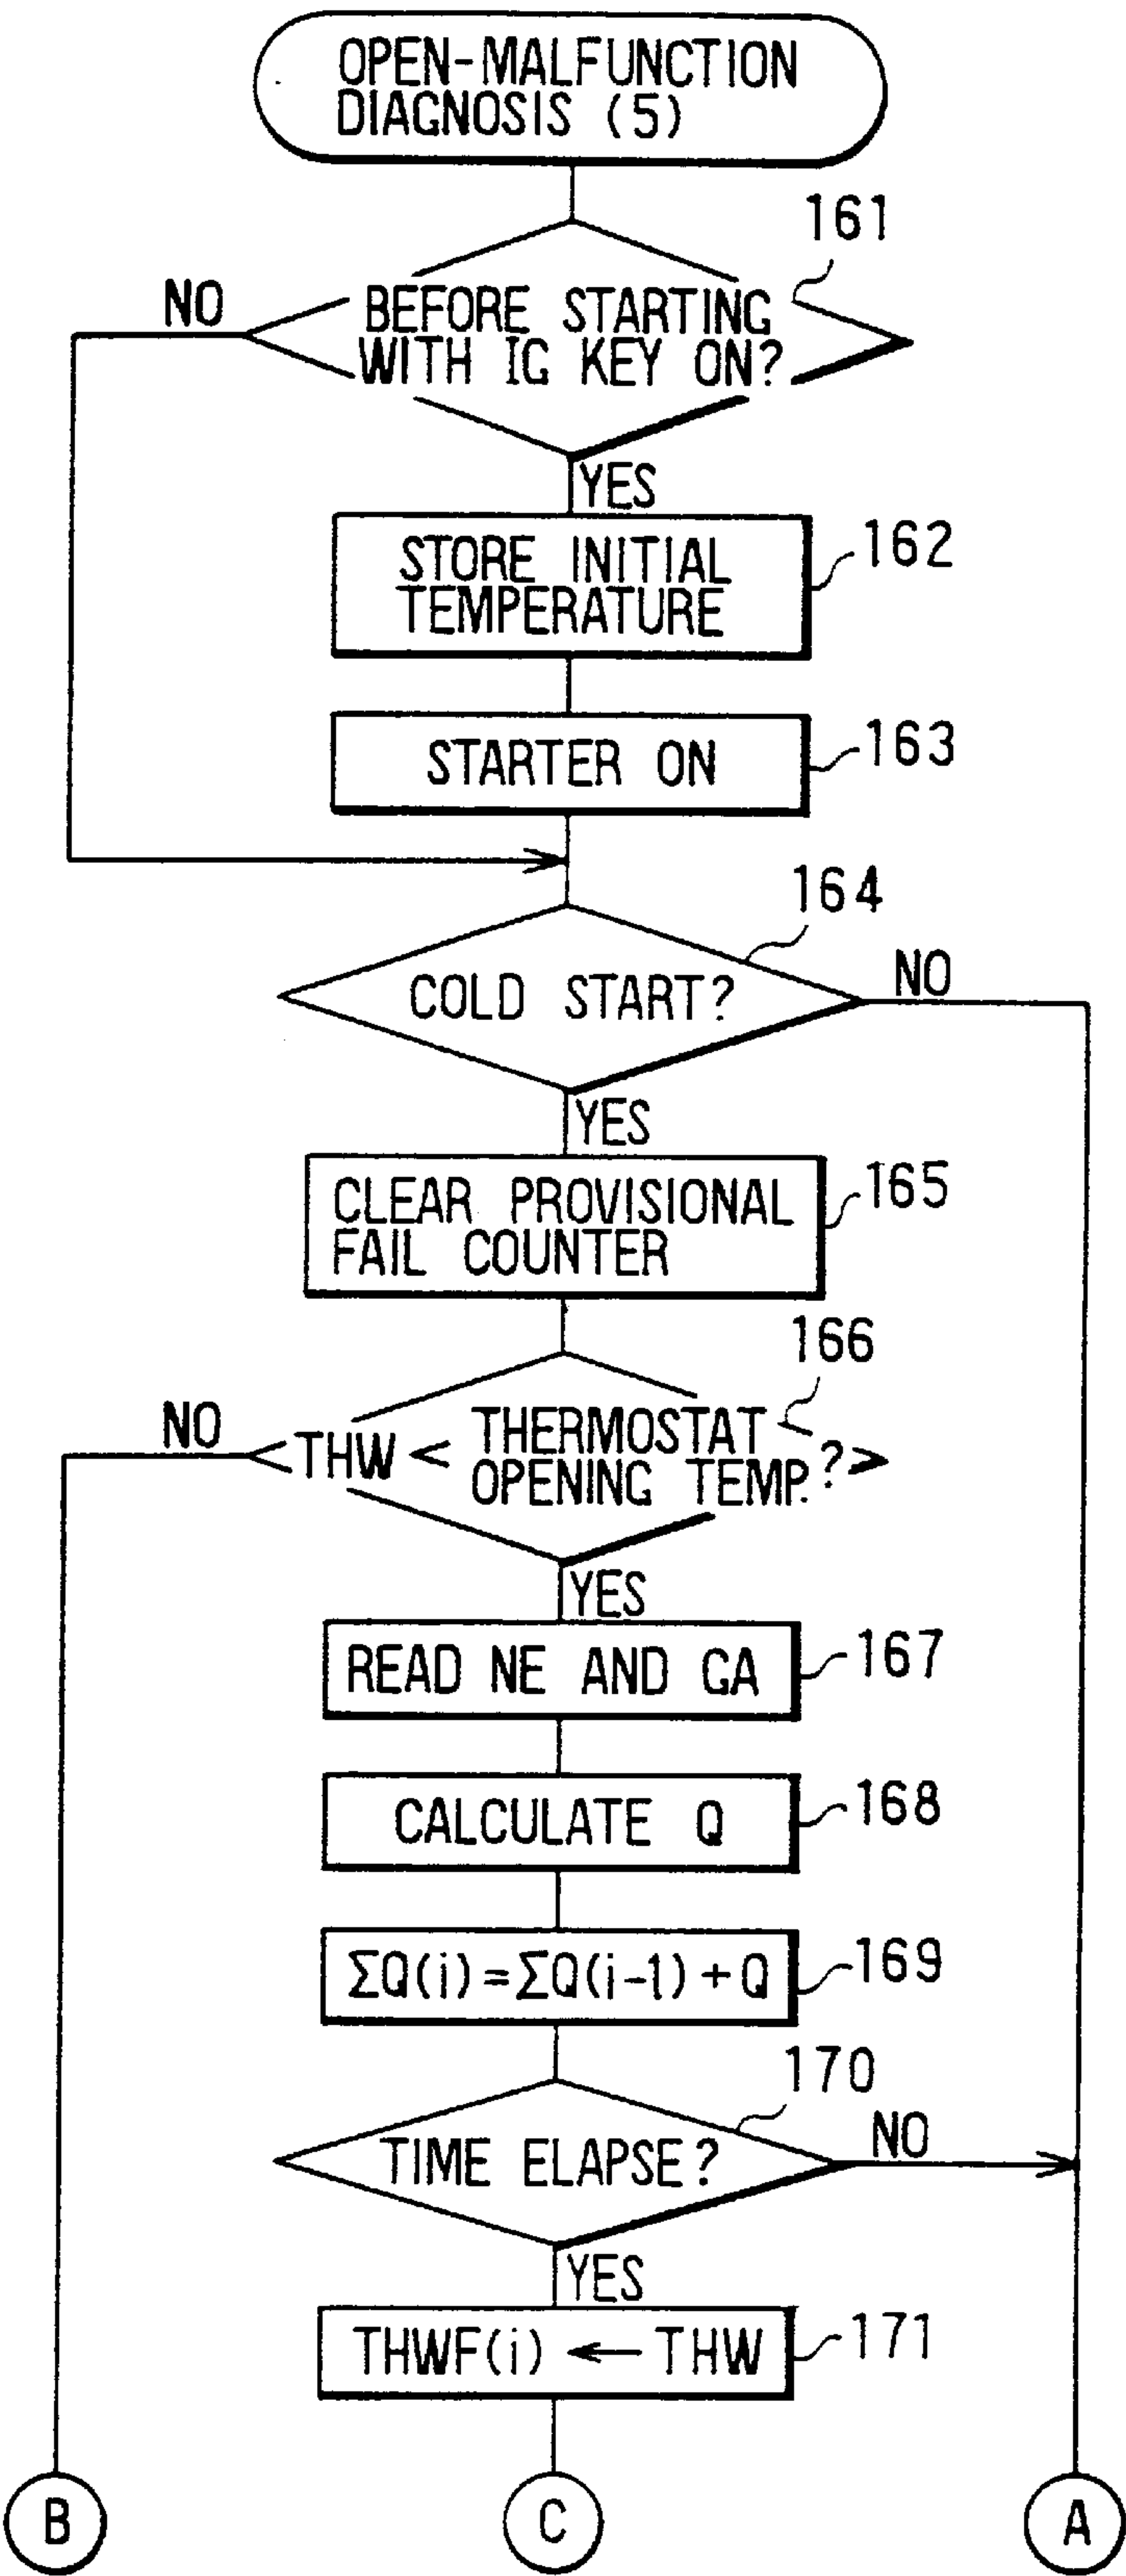 OPEN-MALFUNCTION
DIAGNOSIS (5)
161
NO
BEFORE STARTING
WITH IG KEY ON?
YES
162
STORE INITIAL
TEMPERATURE
163
STARTER ON
164
COLD START?
NO
YES
165
CLEAR PROVISIONAL
FAIL COUNTER
166
NO
THW < THERMOSTAT
OPENING TEMP. ?
YES
READ NE AND GA
167
CALCULATE Q
168
ΣQ(i)=ΣQ(i-1)+Q
169
170
TIME ELAPSE?
NO
YES
THWF(i) ← THW
171
B
C
A